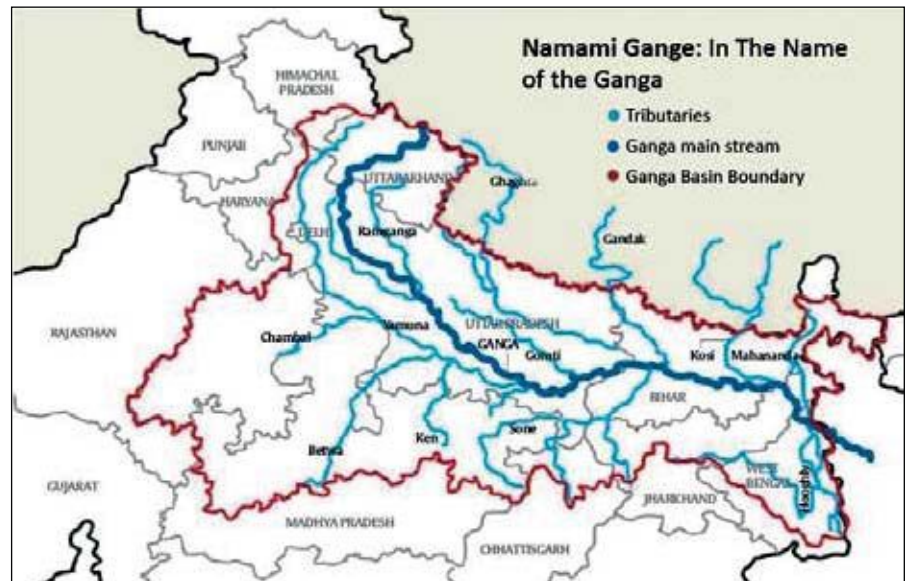 Namami Gange: In The Name
of the Ganga
Tributaries
Ganga main stream
Ganga Basin Boundary
HIMACHAL
PRADESH
PUNJAB
UTTARAKHAND
Ghaghta
HARYANA
DELHI
Ramganga
Gandak
RAJASTHAN
Chambal
Yamuna
UTTAR PRADESH
GANGA
Gomti
Kosi
Mahananda
BIHAR
Betwa
Ken
Sone
WEST
BENGAL
Hooghly
GUJARAT
JHARKHAND
MADHYA PRADESH
CHHATTISGARH